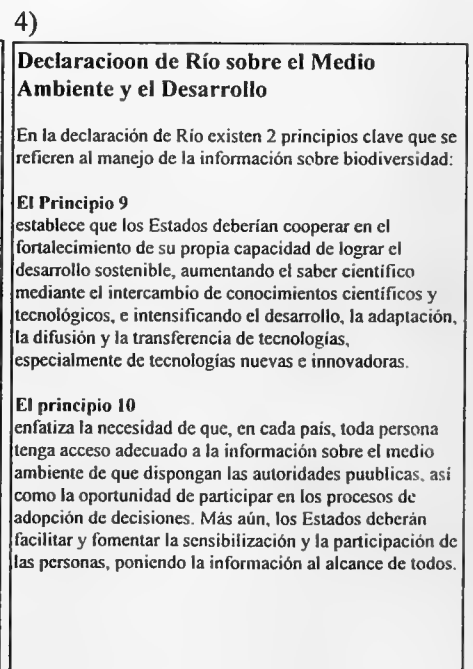 4)
Declaracioon de Río sobre el Medio
Ambiente y el Desarrollo
En la declaración de Río existen 2 principios clave que se
refieren al manejo de la información sobre biodiversidad:
El Principio 9
establece que los Estados deberían cooperar en el
fortalecimiento de su propia capacidad de lograr el
desarrollo sostenible, aumentando el saber científico
mediante el intercambio de conocimientos científicos y
tecnológicos, e intensificando el desarrollo, la adaptación,
la difusión y la transferencia de tecnologías,
especialmente de tecnologías nuevas e innovadoras.
El principio 10
enfatiza la necesidad de que, en cada país, toda persona
tenga acceso adecuado a la información sobre el medio
ambiente de que dispongan las autoridades puublicas, así
como la oportunidad de participar en los procesos de
adopción de decisiones. Más aún, los Estados deberán
facilitar y fomentar la sensibilización y la participación de
las personas, poniendo la información al alcance de todos.